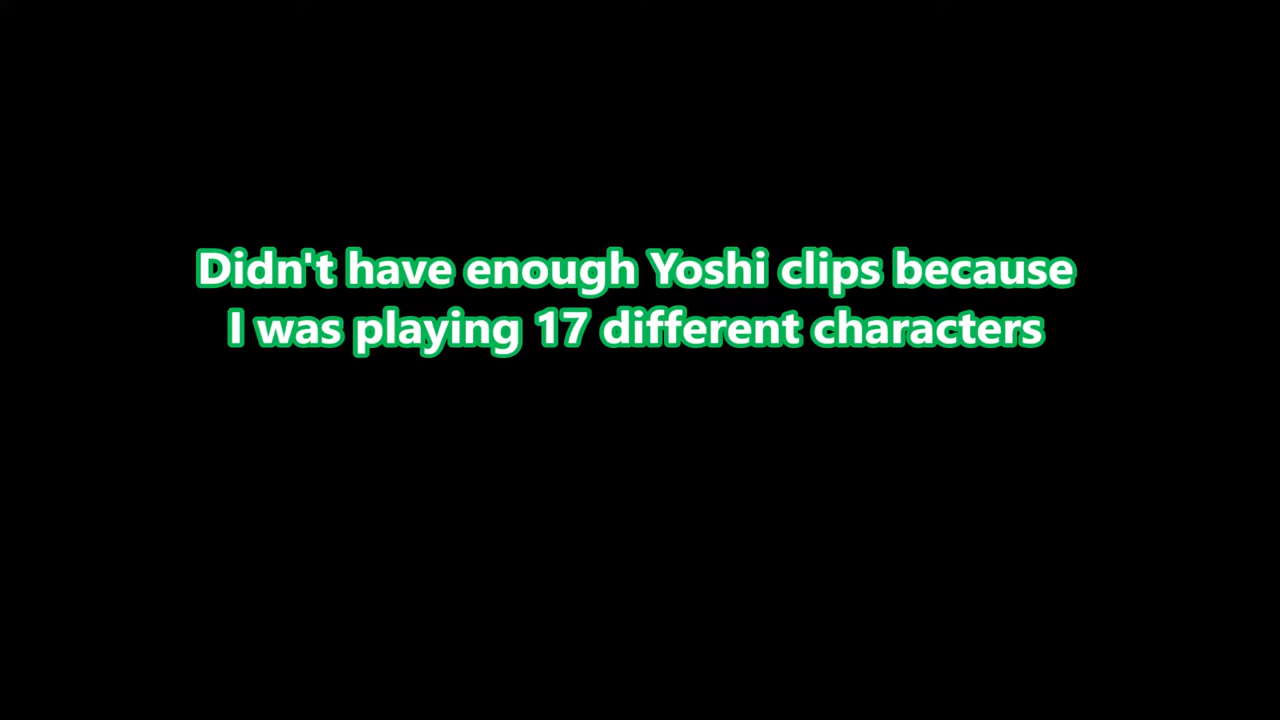 Didn't have enough Yoshi clips because
I was playing 17 different characters